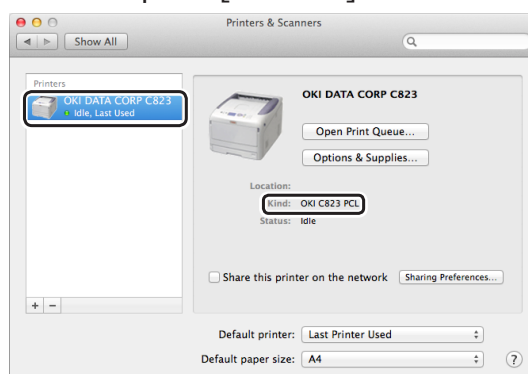 Printers & Scanners
Show All
Printers
OKI DATA CORP C823
Idle, Last Used
OKI DATA CORP C823
Open Print Queue...
Options & Supplies...
Location:
Kind: OKI C823 PCL
Status: Idle
Share this printer on the network Sharing Preferences...
+ −
Default printer: Last Printer Used
Default paper size: A4
?